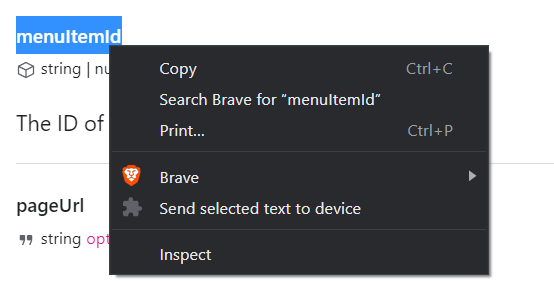 menuItemId
string | nu
The ID of
Copy Ctrl+C
Search Brave for “menuItemId”
Print... Ctrl+P
Brave
Send selected text to device
Inspect
pageUrl
string opt